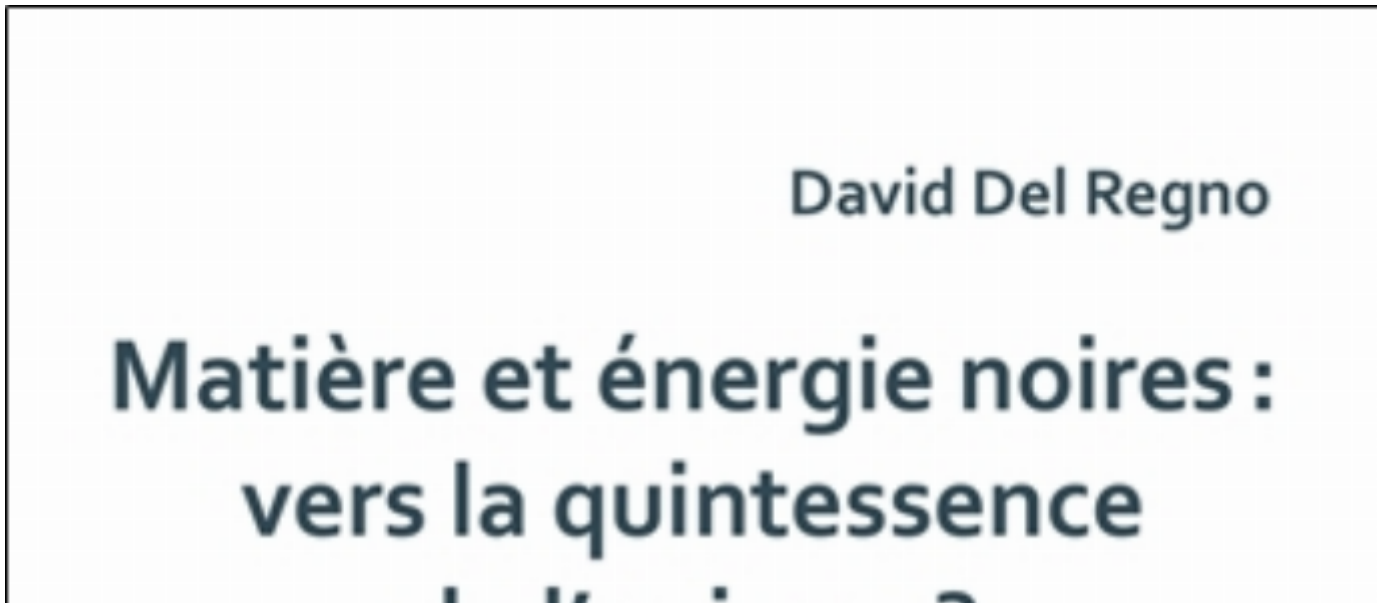 David Del Regno
Matière et énergie noires :
vers la quintessence